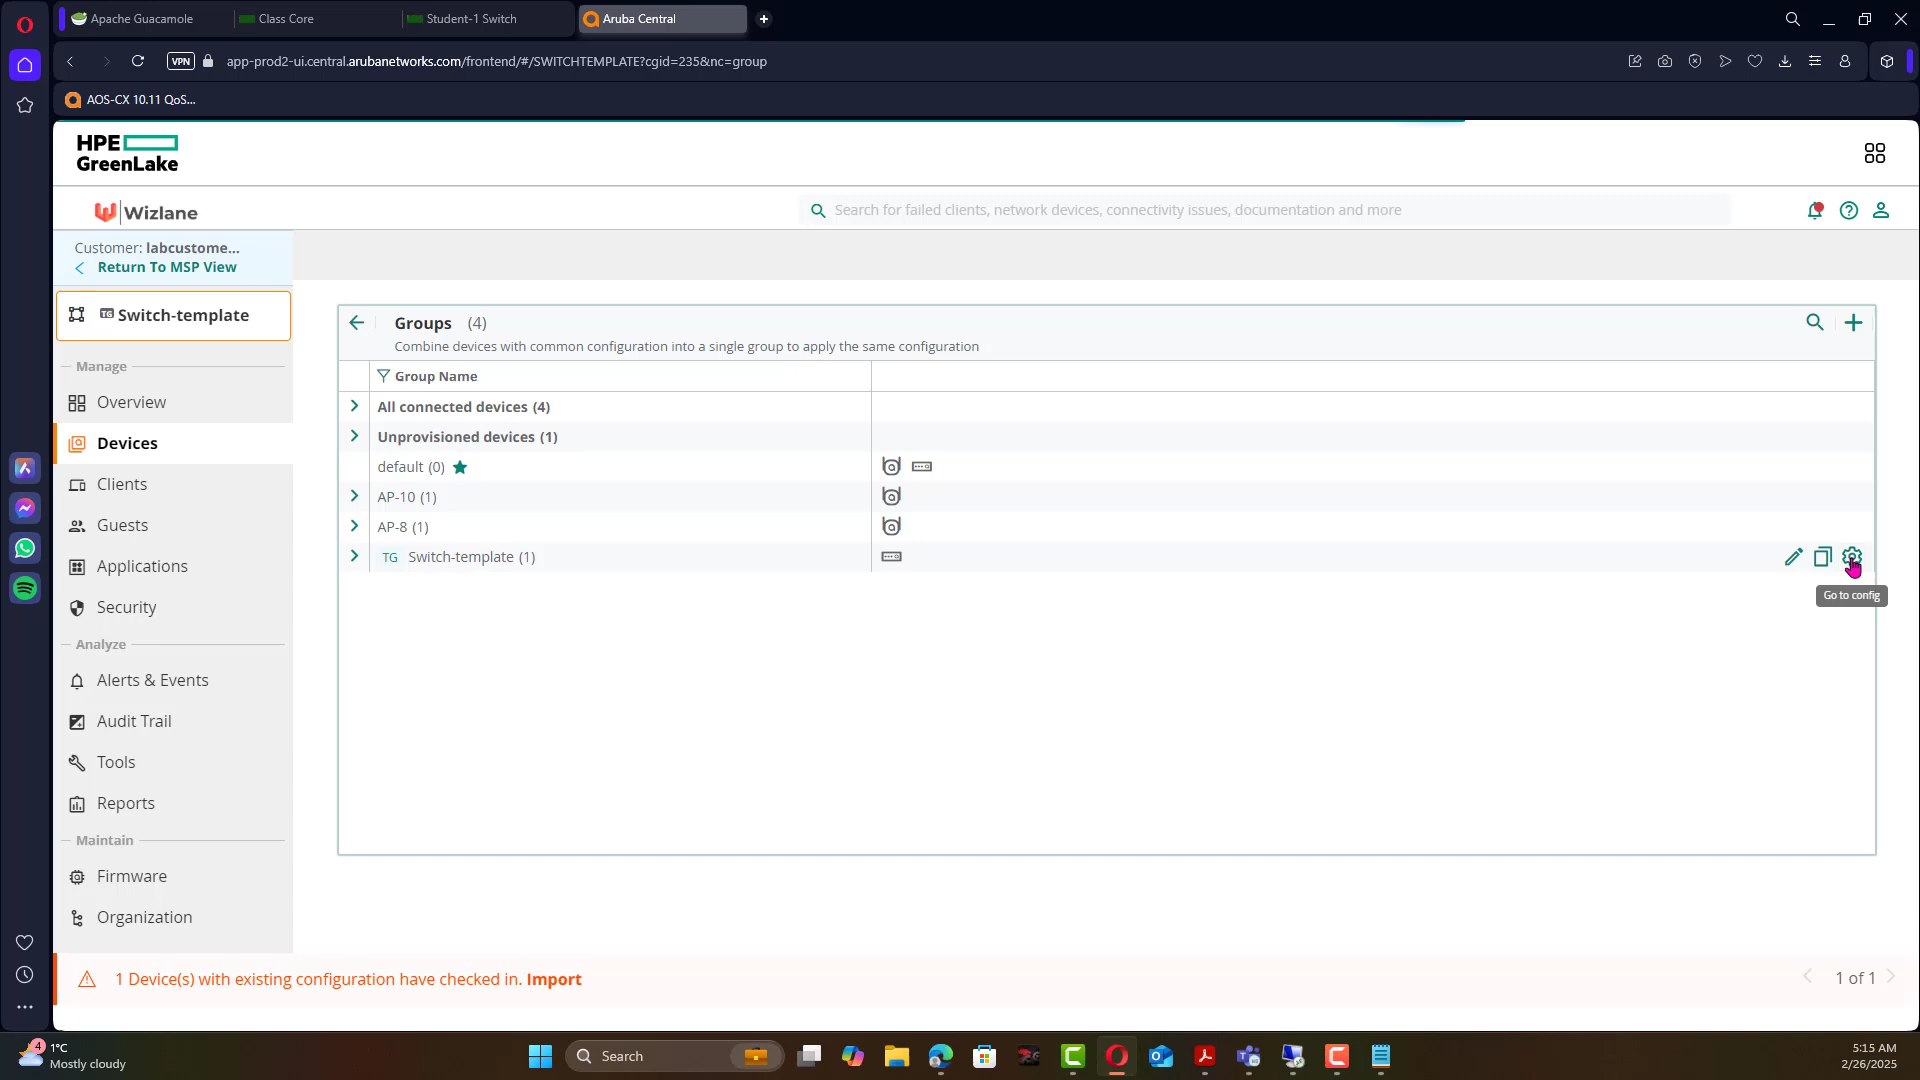 Apache Guacamole
Class Core
Student-1 Switch
Aruba Central
VPN
app-prod2-ui.central.arubanetworks.com/frontend/#/SWITCHTEMPLATE?cgid=235&nc=group
AOS-CX 10.11 QoS...
HPE
GreenLake
Wizlane
Search for failed clients, network devices, connectivity issues, documentation and more
Customer: labcustome...
Return To MSP View
TG Switch-template
Manage
Overview
Devices
Clients
Guests
Applications
Security
Analyze
Alerts & Events
Audit Trail
Tools
Reports
Maintain
Firmware
Organization
Groups (4)
Combine devices with common configuration into a single group to apply the same configuration
Group Name
All connected devices (4)
Unprovisioned devices (1)
default (0)
AP-10 (1)
AP-8 (1)
TG Switch-template (1)
Go to config
1 Device(s) with existing configuration have checked in. Import
1 of 1
4
1°C
Mostly cloudy
Search
5:15 AM
2/26/2025